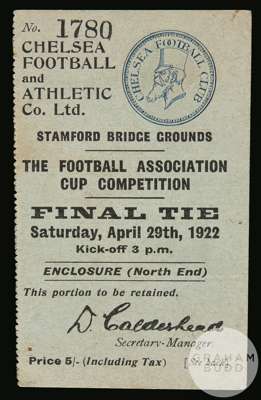 No. 1780
CHELSEA
FOOTBALL
and
ATHLETIC
Co. Ltd.
CHELSEA FOOTBALL CLUB
STAMFORD BRIDGE GROUNDS
THE FOOTBALL ASSOCIATION
CUP COMPETITION
FINAL TIE
Saturday, April 29th, 1922
Kick-off 3 p.m.
ENCLOSURE (North End)
This portion to be retained.
D. Calderhead
Secretary-Manager.
Price 5/- (Including Tax)
GRAHAM
BUDD